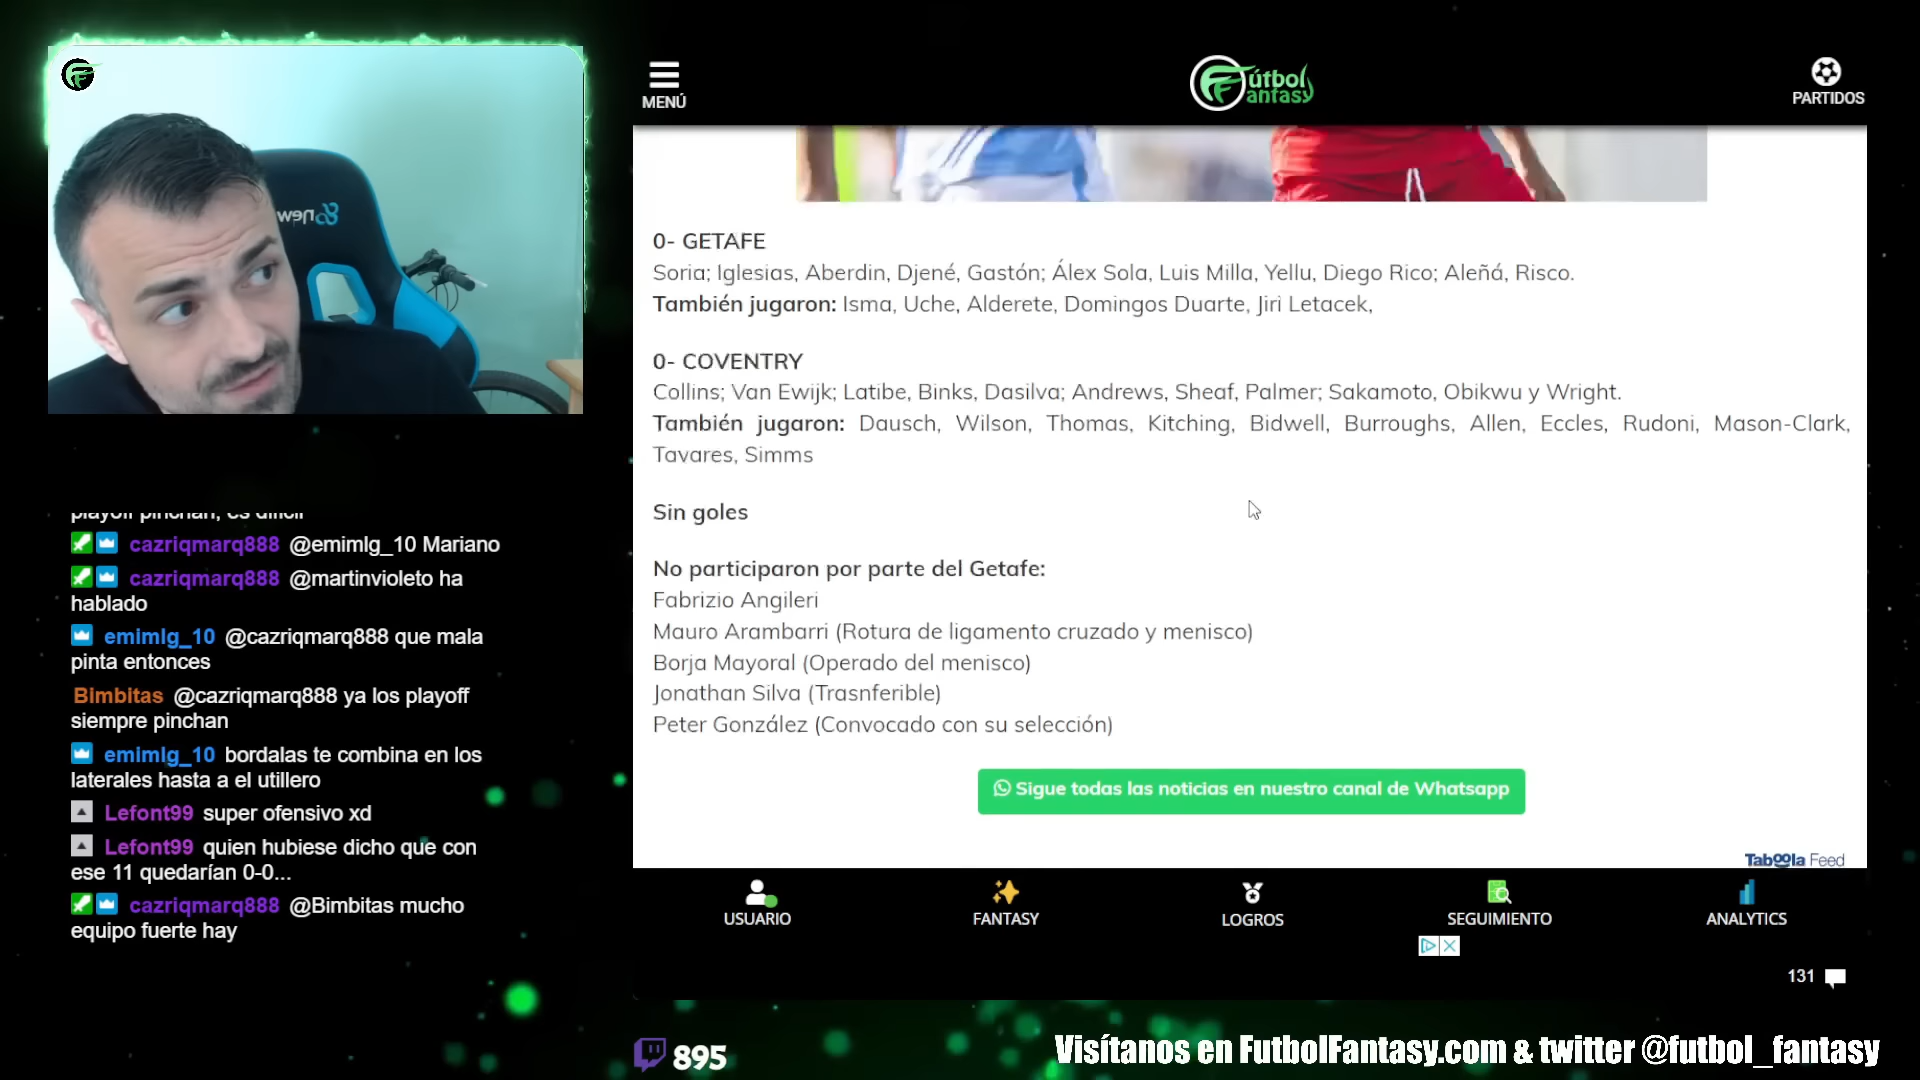 MENÚ
Fútbol
Fantasy
PARTIDOS
0- GETAFE
Soria; Iglesias, Aberdin, Djené, Gastón; Álex Sola, Luis Milla, Yellu, Diego Rico; Aleñá, Risco.
También jugaron: Isma, Uche, Alderete, Domingos Duarte, Jiri Letacek,
0- COVENTRY
Collins; Van Ewijk; Latibe, Binks, Dasilva; Andrews, Sheaf, Palmer; Sakamoto, Obikwu y Wright.
También jugaron: Dausch, Wilson, Thomas, Kitching, Bidwell, Burroughs, Allen, Eccles, Rudoni, Mason-Clark,
Tavares, Simms
Sin goles
No participaron por parte del Getafe:
Fabrizio Angileri
Mauro Arambarri (Rotura de ligamento cruzado y menisco)
Borja Mayoral (Operado del menisco)
Jonathan Silva (Trasnferible)
Peter González (Convocado con su selección)
Sigue todas las noticias en nuestro canal de Whatsapp
Taboola Feed
USUARIO
FANTASY
LOGROS
SEGUIMIENTO
ANALYTICS
131
newskill
playoff pinchan, es dificil
cazriqmarq888 @emimlg_10 Mariano
cazriqmarq888 @martinvioleto ha
hablado
emimlg_10 @cazriqmarq888 que mala
pinta entonces
Bimbitas @cazriqmarq888 ya los playoff
siempre pinchan
emimlg_10 bordalas te combina en los
laterales hasta a el utillero
Lefont99 super ofensivo xd
Lefont99 quien hubiese dicho que con
ese 11 quedarían 0-0...
cazriqmarq888 @Bimbitas mucho
equipo fuerte hay
895
Visítanos en FutbolFantasy.com & twitter @futbol_fantasy